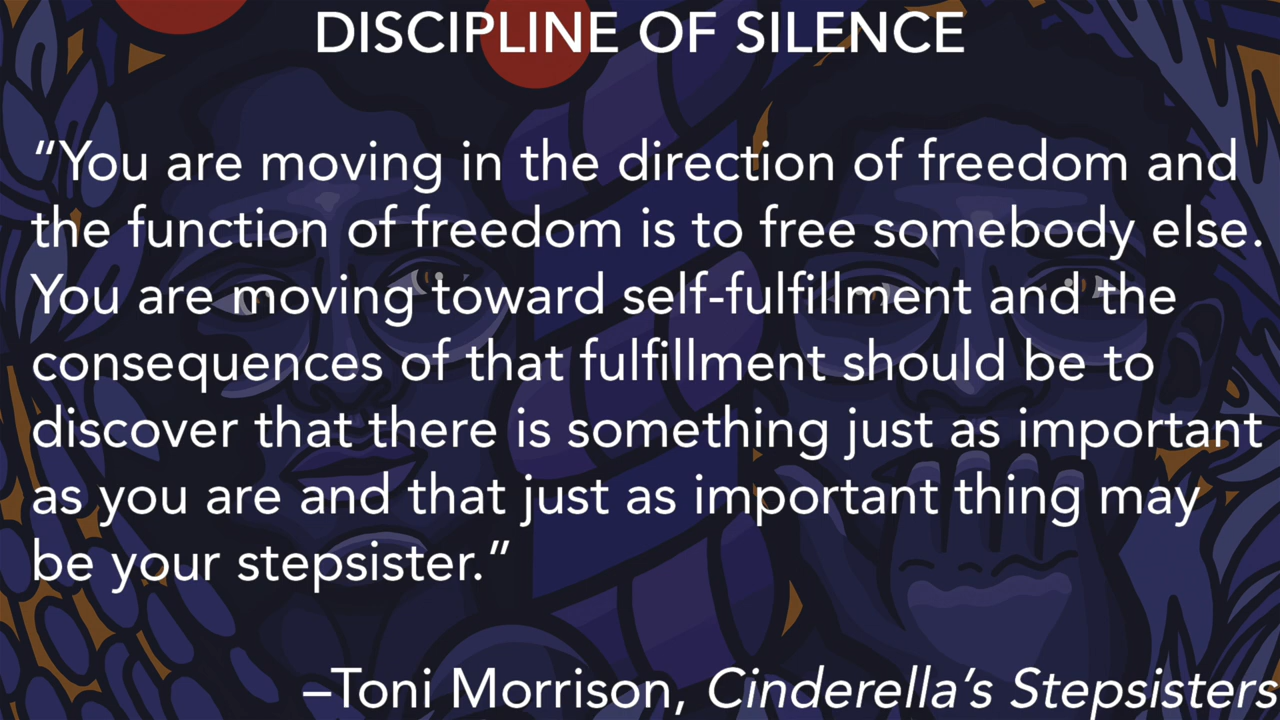 DISCIPLINE OF SILENCE
“You are moving in the direction of freedom and
the function of freedom is to free somebody else.
You are moving toward self-fulfillment and the
consequences of that fulfillment should be to
discover that there is something just as important
as you are and that just as important thing may
be your stepsister.”
–Toni Morrison, Cinderella’s Stepsisters